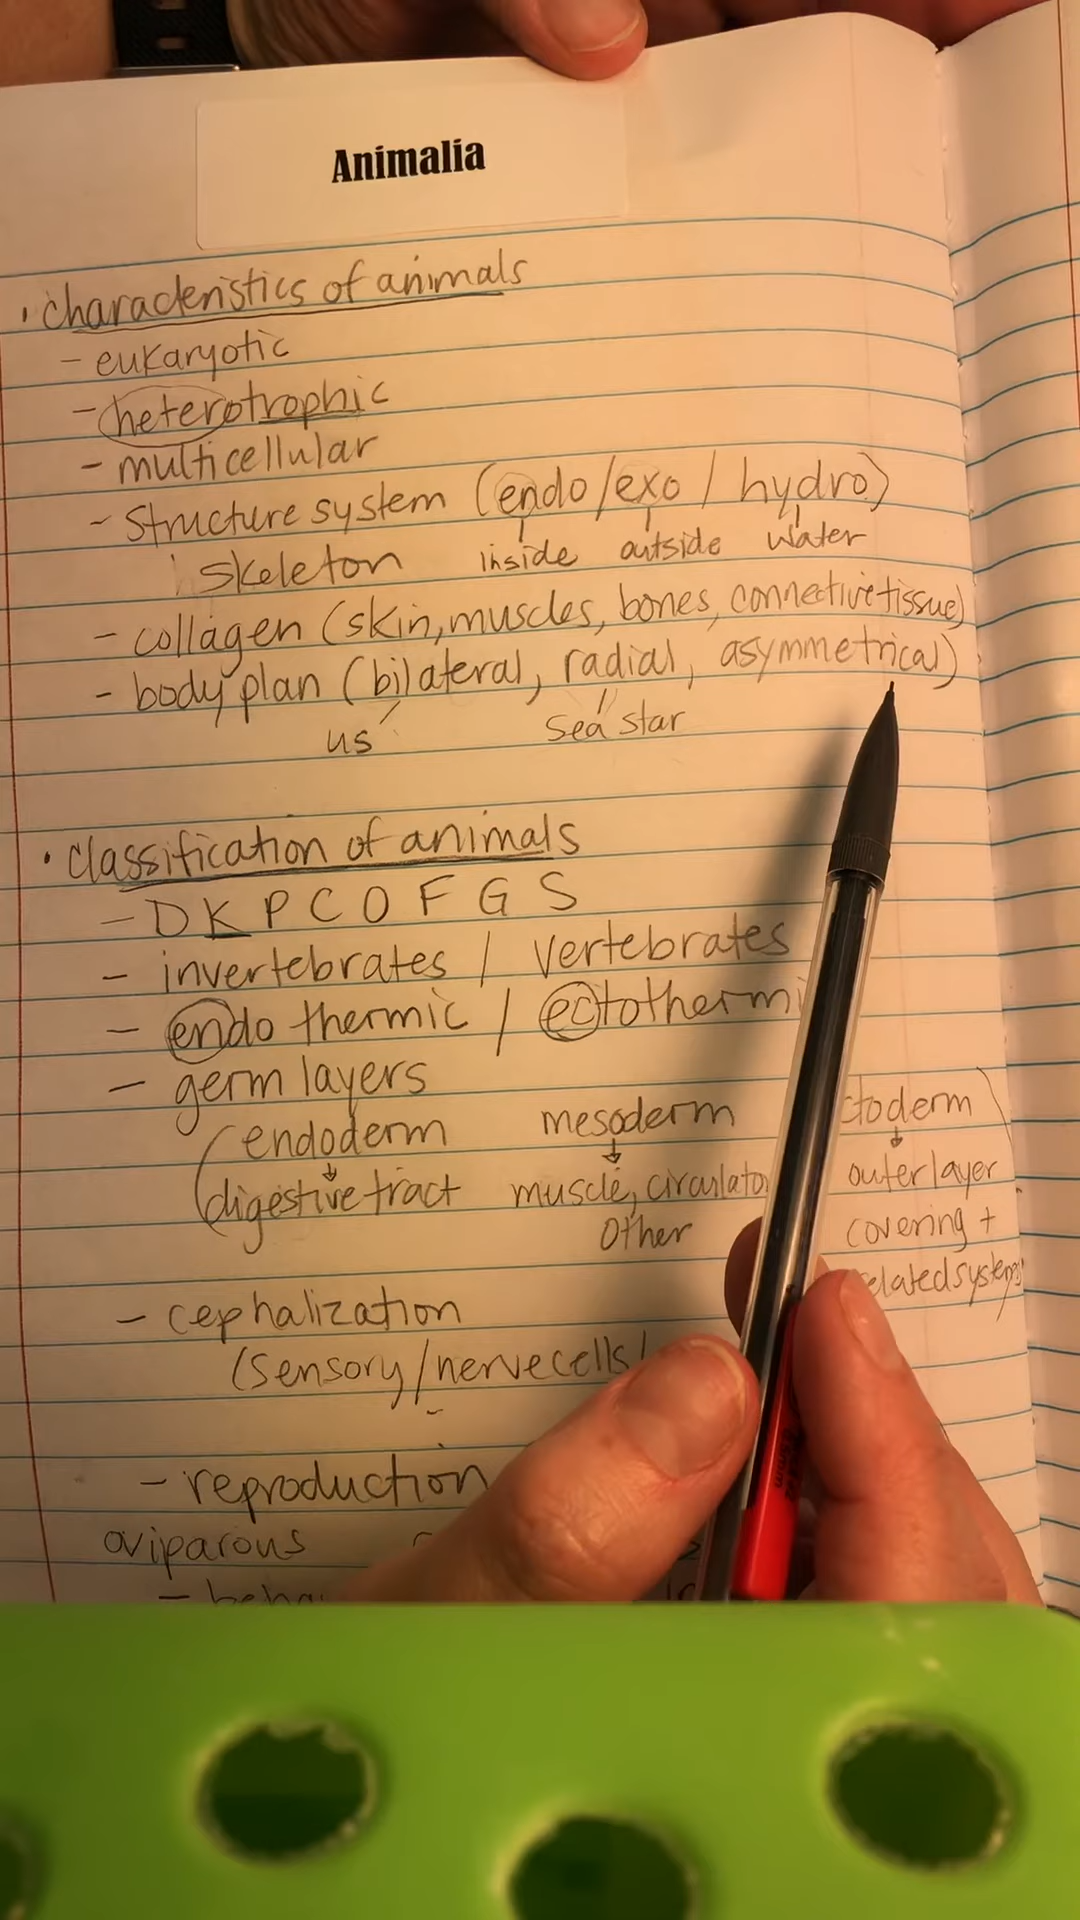 Animalia
• Characteristics of animals
- eukaryotic
- heterotrophic
- multicellular
- Structure system (endo/exo / hydro)
skeleton inside outside water
- collagen (skin, muscles, bones, connective tissue)
- body plan (bilateral, radial, asymmetrical)
us sea star
• Classification of animals
- D K P C O F G S
- invertebrates / vertebrates
- endothermic / ectothermi
- germ layers
(endoderm mesoderm ctoderm
digestive tract muscle, circulato outer layer
other covering +
elated systems)
- cephalization
(sensory/nerve cells
- reproduction
oviparous